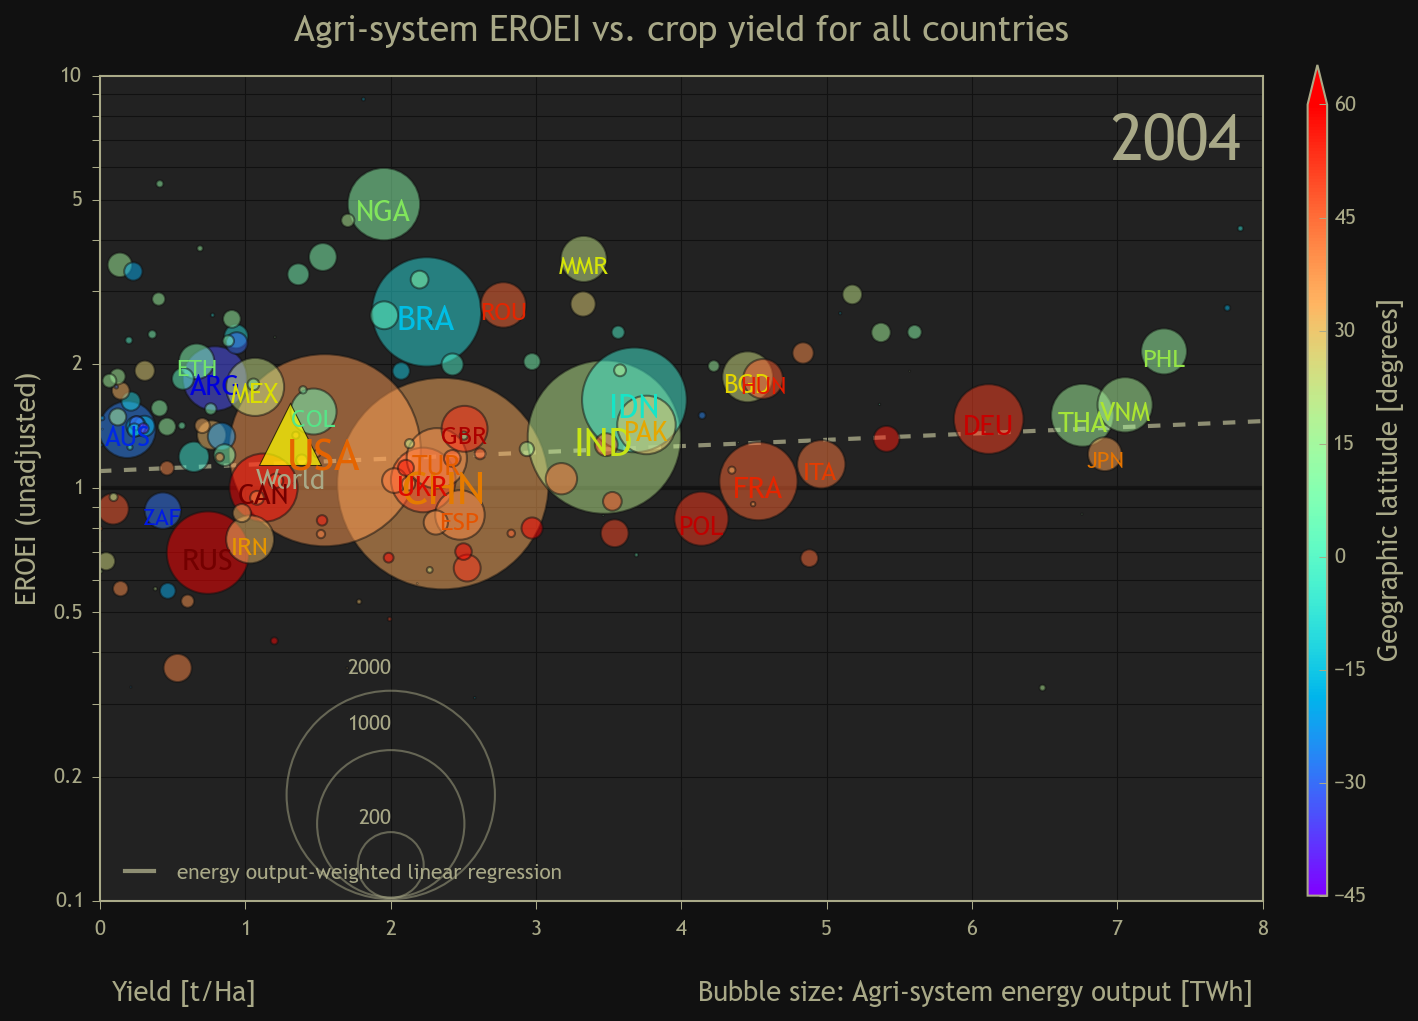 Agri-system EROEI vs. crop yield for all countries
2004
10
5
2
1
0.5
0.2
0.1
EROEI (unadjusted)
NGA
MMR
BRA
ROU
ETH
ARG
MEX
COL
AUS
USA
World
CAN
ZAF
RUS
IRN
GBR
TUR
UKR
CHN
ESP
IDN
IND
PAK
BGD
HUN
PHL
THA
VNM
DEU
JPN
ITA
FRA
POL
2000
1000
200
energy output-weighted linear regression
0 1 2 3 4 5 6 7 8
Yield [t/Ha]
Bubble size: Agri-system energy output [TWh]
60
45
30
15
0
−15
−30
−45
Geographic latitude [degrees]